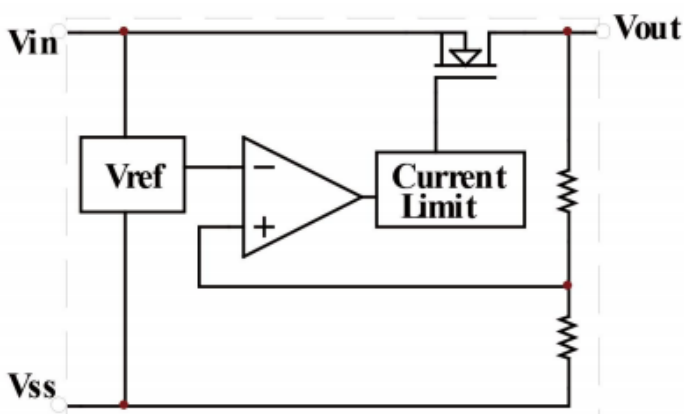 Vin
Vout
Vref
−
+
Current
Limit
Vss